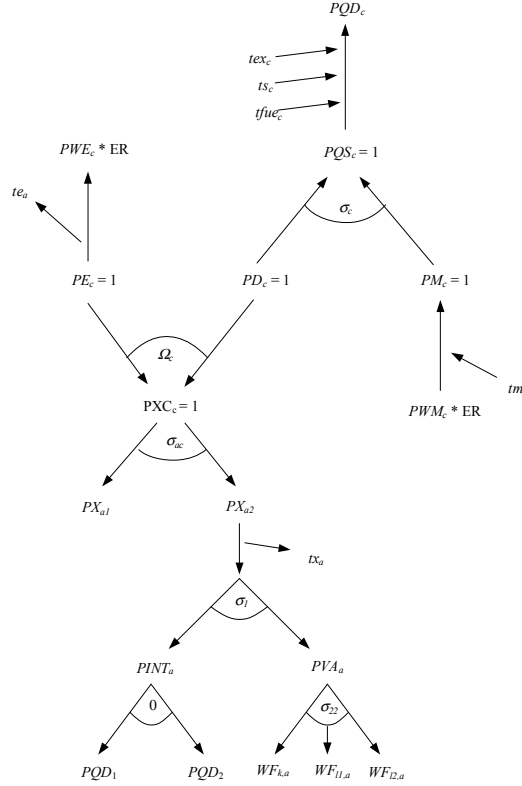 PQD_c
tex_c
ts_c
tfue_c
PWE_c * ER
PQS_c = 1
te_a
σ_c
PE_c = 1
PD_c = 1
PM_c = 1
Ω_c
tm
PXC_c = 1
PWM_c * ER
σ_ac
PX_a1
PX_a2
tx_a
σ_1
PINT_a
PVA_a
0
σ_22
PQD_1
PQD_2
WF_k,a
WF_l1,a
WF_l2,a